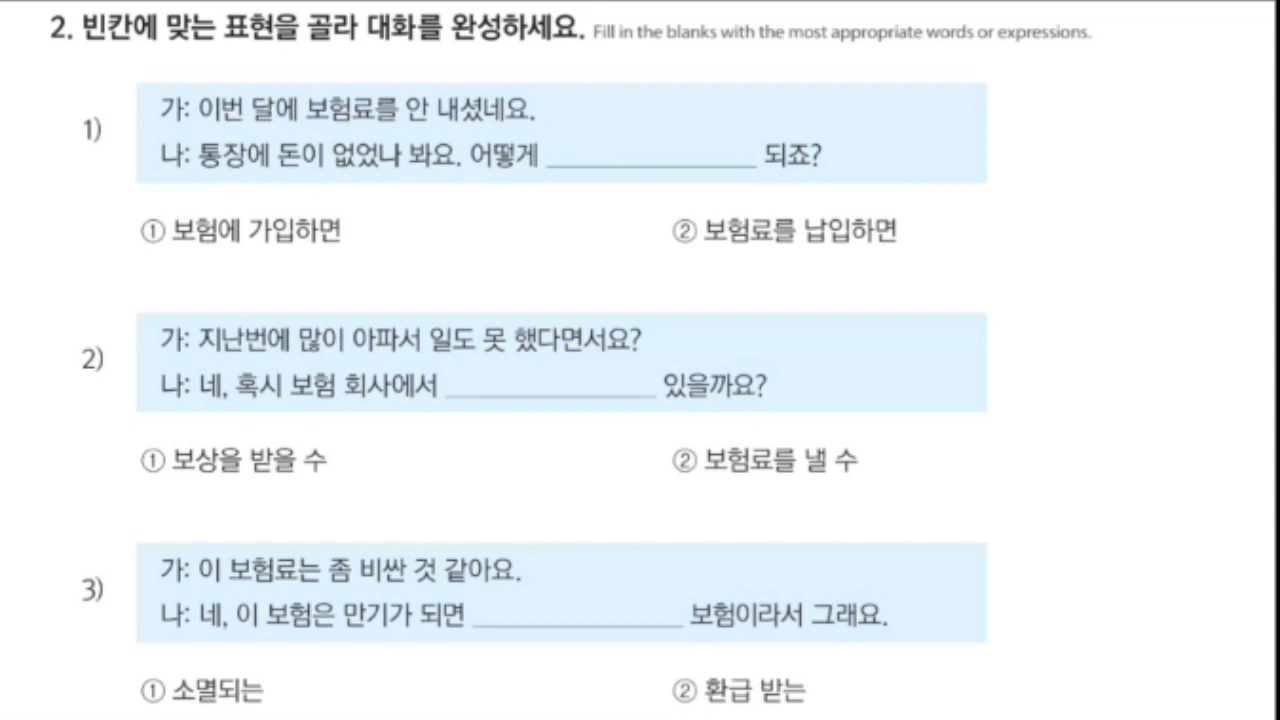 2. 빈칸에 맞는 표현을 골라 대화를 완성하세요. Fill in the blanks with the most appropriate words or expressions.
1)
가: 이번 달에 보험료를 안 내셨네요.
나: 통장에 돈이 없었나 봐요. 어떻게 ______________ 되죠?
① 보험에 가입하면 ② 보험료를 납입하면
2)
가: 지난번에 많이 아파서 일도 못 했다면서요?
나: 네, 혹시 보험 회사에서 ______________ 있을까요?
① 보상을 받을 수 ② 보험료를 낼 수
3)
가: 이 보험료는 좀 비싼 것 같아요.
나: 네, 이 보험은 만기가 되면 ______________ 보험이라서 그래요.
① 소멸되는 ② 환급 받는